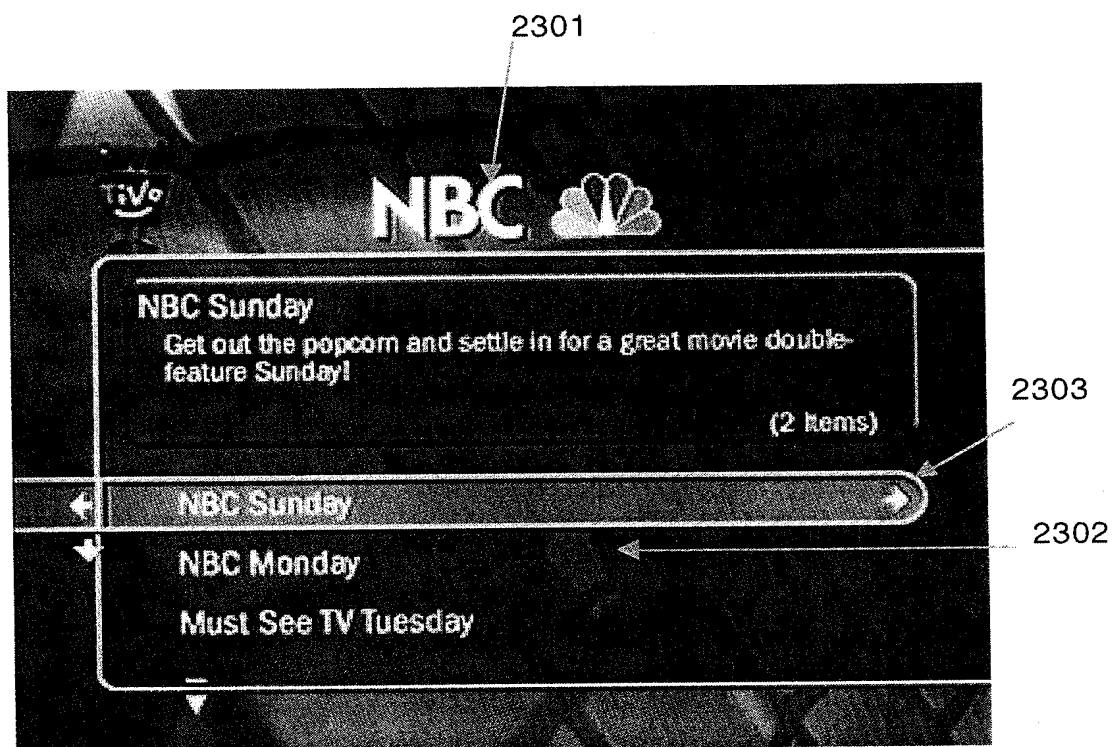 2301
TiVo
NBC
NBC Sunday
Get out the popcorn and settle in for a great movie double-
feature Sunday!
(2 Items)
2303
NBC Sunday
2302
NBC Monday
Must See TV Tuesday